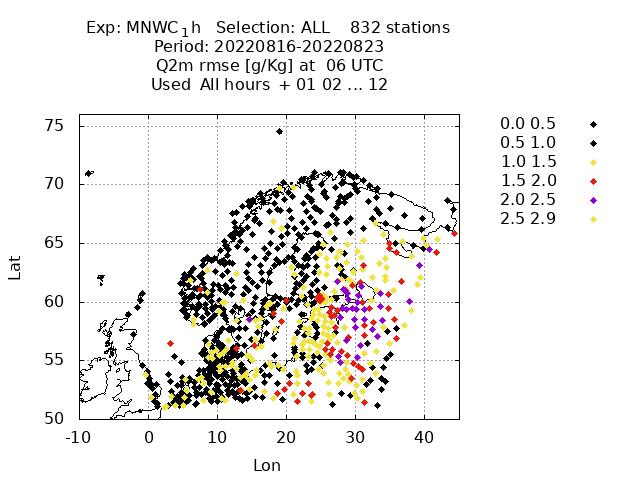 Exp: MNWC₁h   Selection: ALL    832 stations
Period: 20220816-20220823
Q2m rmse [g/Kg] at  06 UTC
Used  All hours  + 01 02 ... 12
0.0 0.5
0.5 1.0
1.0 1.5
1.5 2.0
2.0 2.5
2.5 2.9
75
70
65
60
55
50
Lat
-10 0 10 20 30 40
Lon